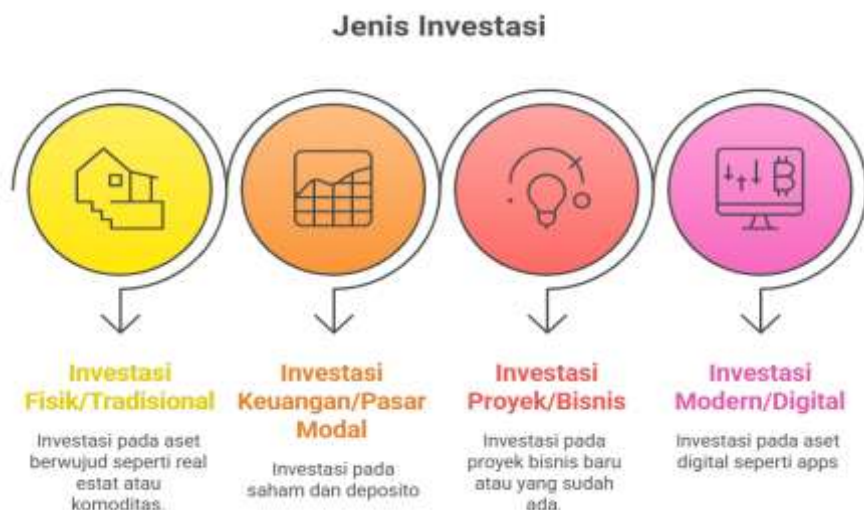 Jenis Investasi
Investasi
Fisik/Tradisional
Investasi pada aset
berwujud seperti real
estat atau
komoditas.
Investasi
Keuangan/Pasar
Modal
Investasi pada
saham dan deposito
Investasi
Proyek/Bisnis
Investasi pada
proyek bisnis baru
atau yang sudah
ada.
Investasi
Modern/Digital
Investasi pada aset
digital seperti apps